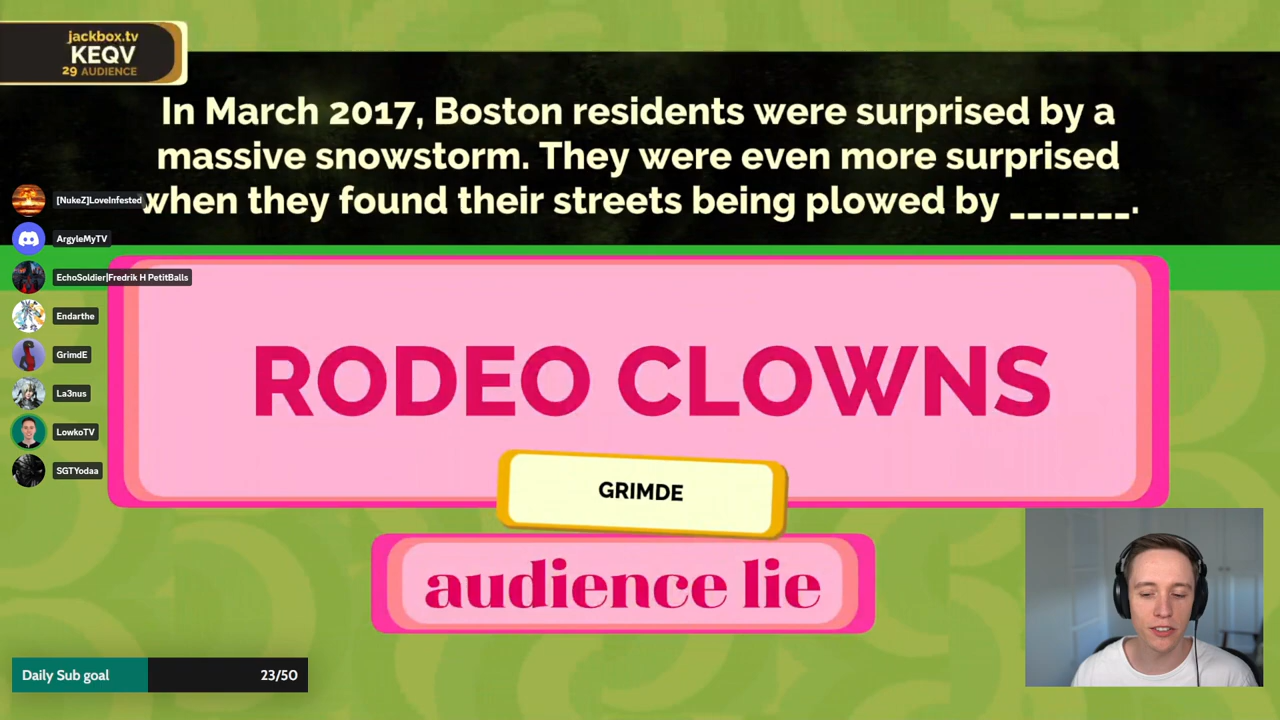 jackbox.tv
KEQV
29 AUDIENCE
In March 2017, Boston residents were surprised by a
massive snowstorm. They were even more surprised
when they found their streets being plowed by _______.
[NukeZ]LoveInfested
ArgyleMyTV
EchoSoldier|Fredrik H PetitBalls
Endarthe
GrimdE
La3nus
LowkoTV
SGTYodaa
RODEO CLOWNS
GRIMDE
audience lie
Daily Sub goal 23/50